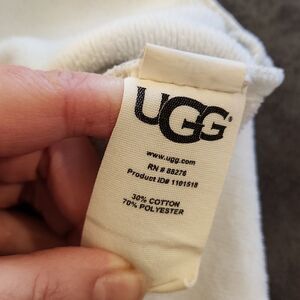 UGG®
www.ugg.com
RN # 88276
Product ID# 1101518
30% COTTON
70% POLYESTER